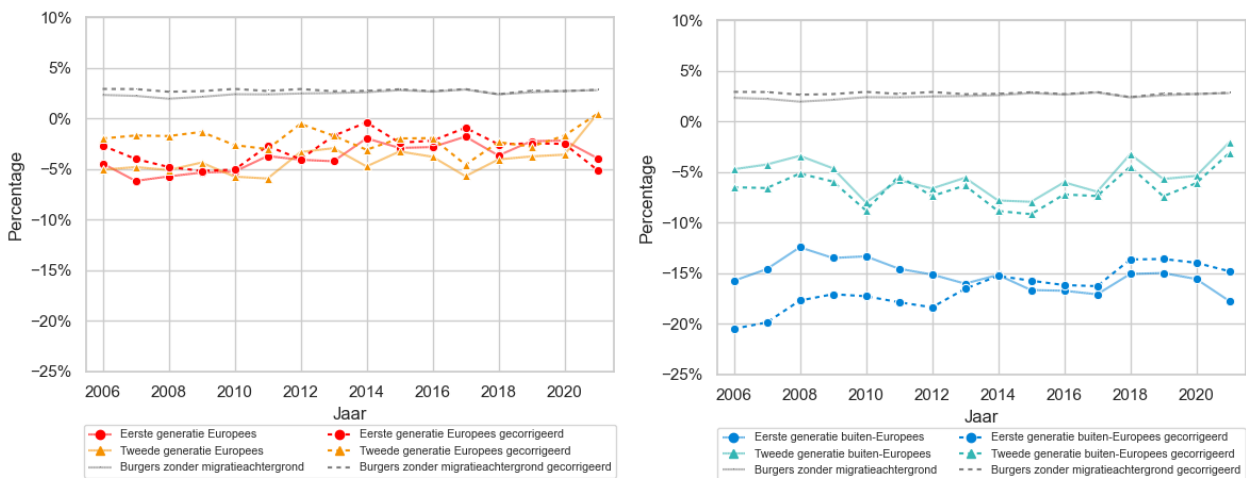 10%
5%
0%
−5%
−10%
−15%
−20%
−25%
Percentage
2006 2008 2010 2012 2014 2016 2018 2020
Jaar
Eerste generatie Europees Eerste generatie Europees gecorrigeerd
Tweede generatie Europees Tweede generatie Europees gecorrigeerd
Burgers zonder migratieachtergrond Burgers zonder migratieachtergrond gecorrigeerd
10%
5%
0%
−5%
−10%
−15%
−20%
−25%
Percentage
2006 2008 2010 2012 2014 2016 2018 2020
Jaar
Eerste generatie buiten-Europees Eerste generatie buiten-Europees gecorrigeerd
Tweede generatie buiten-Europees Tweede generatie buiten-Europees gecorrigeerd
Burgers zonder migratieachtergrond Burgers zonder migratieachtergrond gecorrigeerd